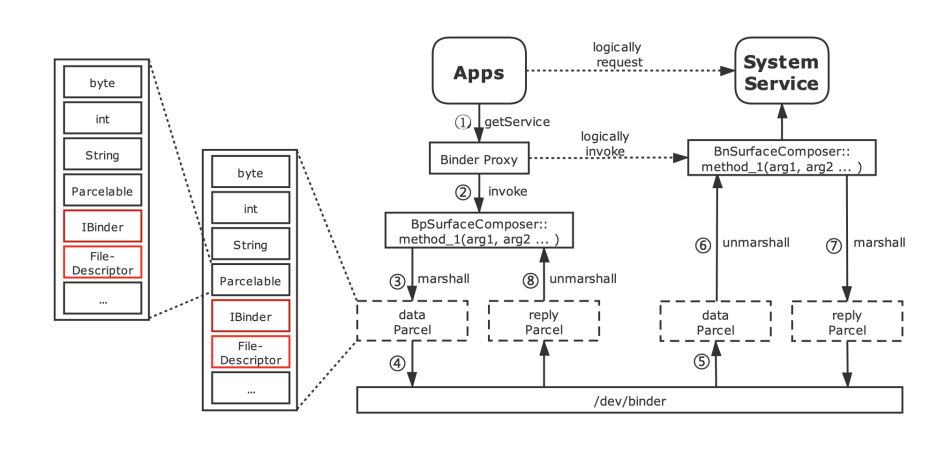 byte
int
String
Parcelable
IBinder
File-
Descriptor
...
byte
int
String
Parcelable
IBinder
File-
Descriptor
...
Apps
logically
request
System
Service
① getService
Binder Proxy
logically
invoke
BnSurfaceComposer::
method_1(arg1, arg2 ... )
② invoke
BpSurfaceComposer::
method_1(arg1, arg2 ... )
③ marshall
⑧ unmarshall
⑥ unmarshall
⑦ marshall
data
Parcel
reply
Parcel
data
Parcel
reply
Parcel
④
⑤
/dev/binder